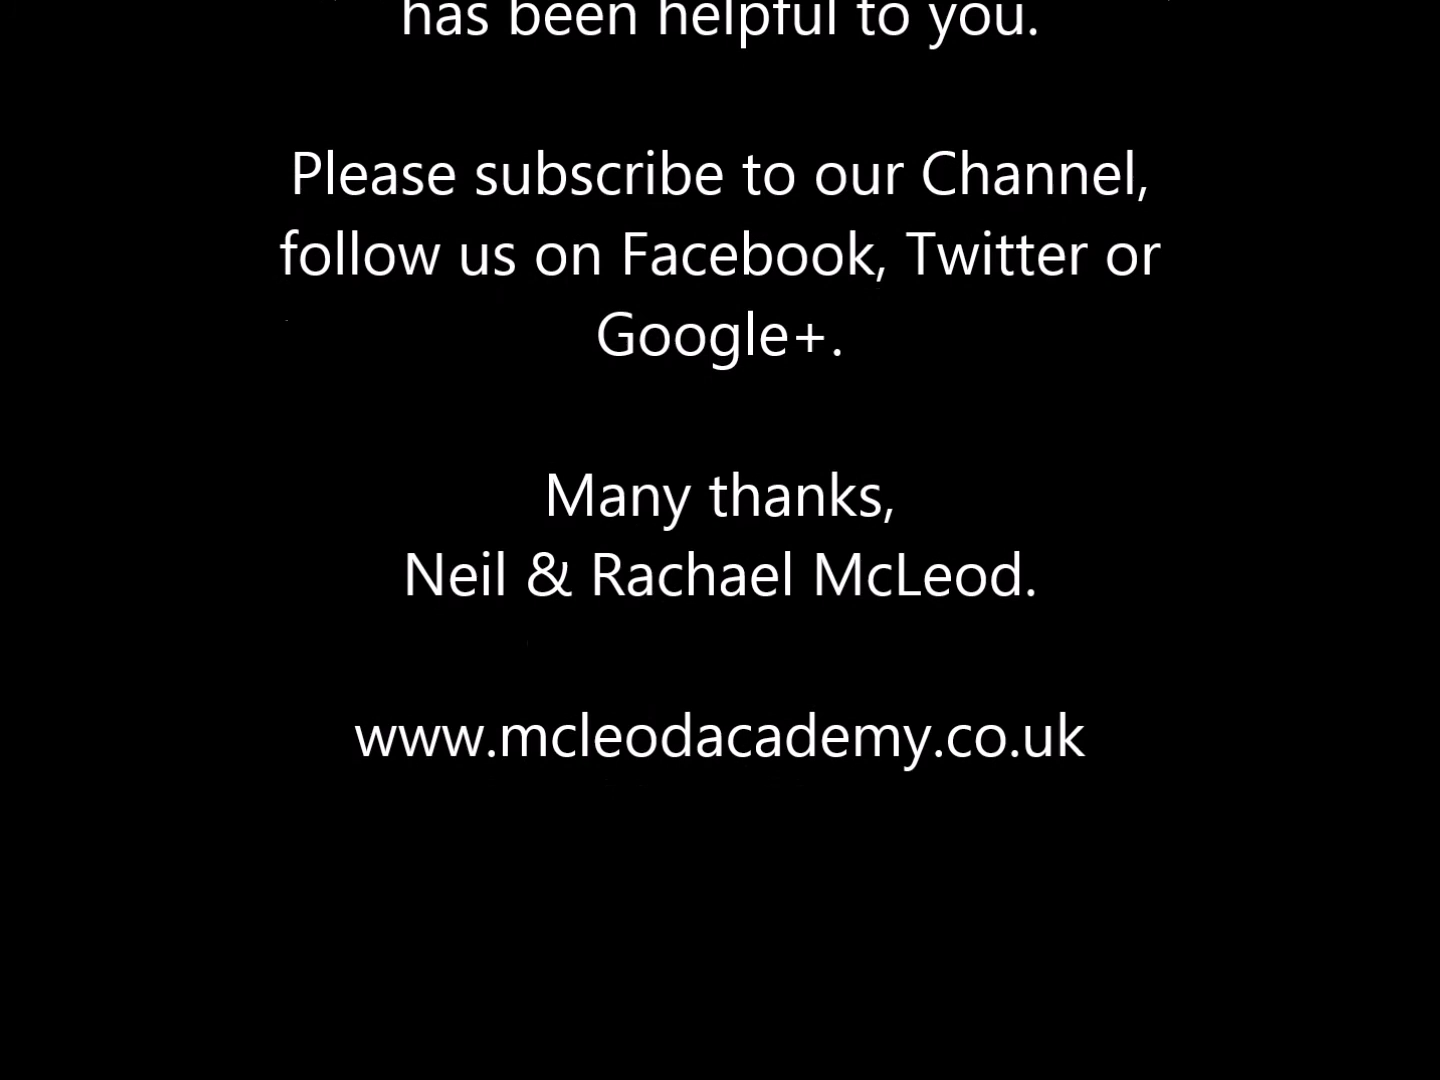 has been helpful to you.
Please subscribe to our Channel,
follow us on Facebook, Twitter or
Google+.
Many thanks,
Neil & Rachael McLeod.
www.mcleodacademy.co.uk